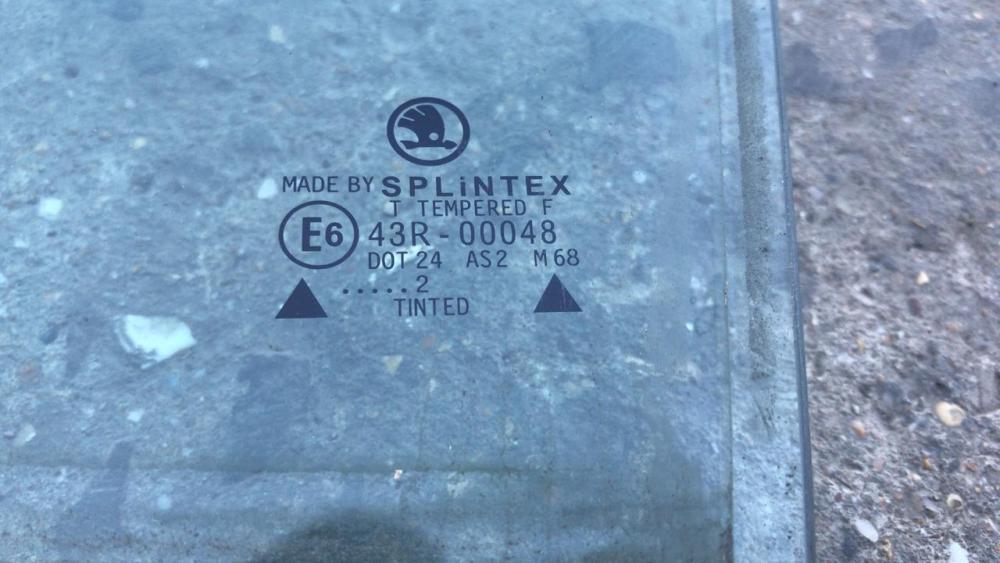 MADE BY SPLiNTEX
T TEMPERED F
E6 43R-00048
DOT 24 AS2 M68
.....2
TINTED